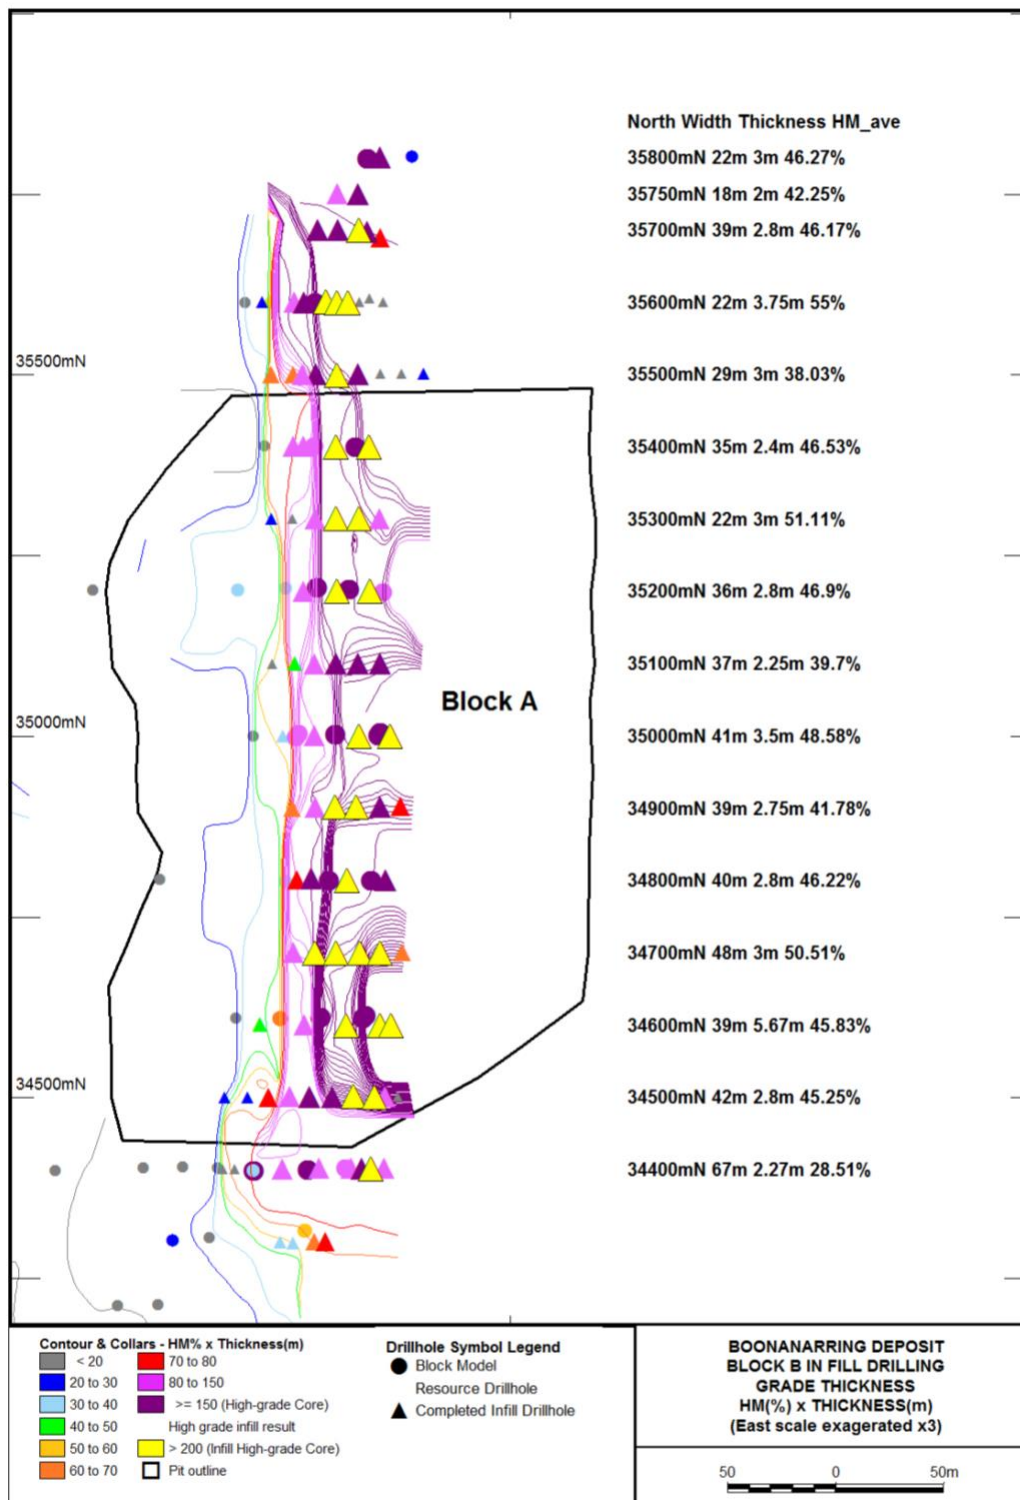 North Width Thickness HM_ave
35800mN 22m 3m 46.27%
35750mN 18m 2m 42.25%
35700mN 39m 2.8m 46.17%
35600mN 22m 3.75m 55%
35500mN
35500mN 29m 3m 38.03%
35400mN 35m 2.4m 46.53%
35300mN 22m 3m 51.11%
35200mN 36m 2.8m 46.9%
35100mN 37m 2.25m 39.7%
Block A
35000mN
35000mN 41m 3.5m 48.58%
34900mN 39m 2.75m 41.78%
34800mN 40m 2.8m 46.22%
34700mN 48m 3m 50.51%
34600mN 39m 5.67m 45.83%
34500mN
34500mN 42m 2.8m 45.25%
34400mN 67m 2.27m 28.51%
Contour & Collars - HM% x Thickness(m)
< 20
20 to 30
30 to 40
40 to 50
50 to 60
60 to 70
70 to 80
80 to 150
>= 150 (High-grade Core)
High grade infill result
> 200 (Infill High-grade Core)
Pit outline
Drillhole Symbol Legend
Block Model
Resource Drillhole
Completed Infill Drillhole
BOONANARRING DEPOSIT
BLOCK B IN FILL DRILLING
GRADE THICKNESS
HM(%) x THICKNESS(m)
(East scale exagerated x3)
50 0 50m